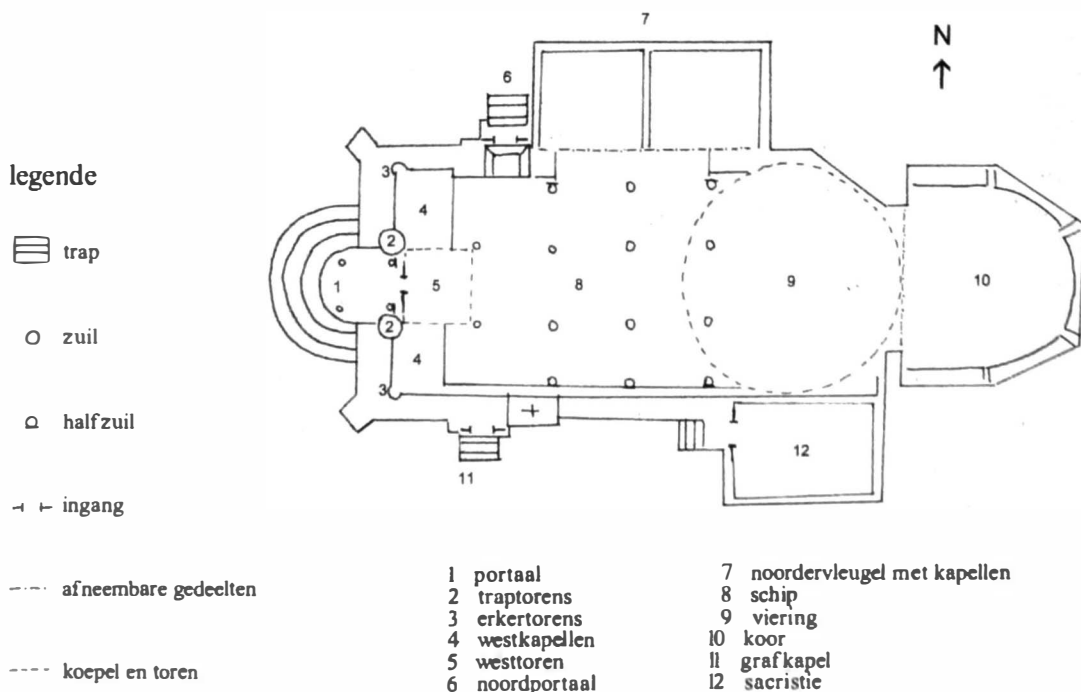 7
N
6
legende
3
4
trap
2
1
5
8
9
10
zuil
2
4
halfzuil
3
12
11
ingang
afneembare gedeelten
koepel en toren
1 portaal
2 traptorens
3 erkertorens
4 westkapellen
5 westtoren
6 noordportaal
7 noordervleugel met kapellen
8 schip
9 viering
10 koor
11 grafkapel
12 sacristie